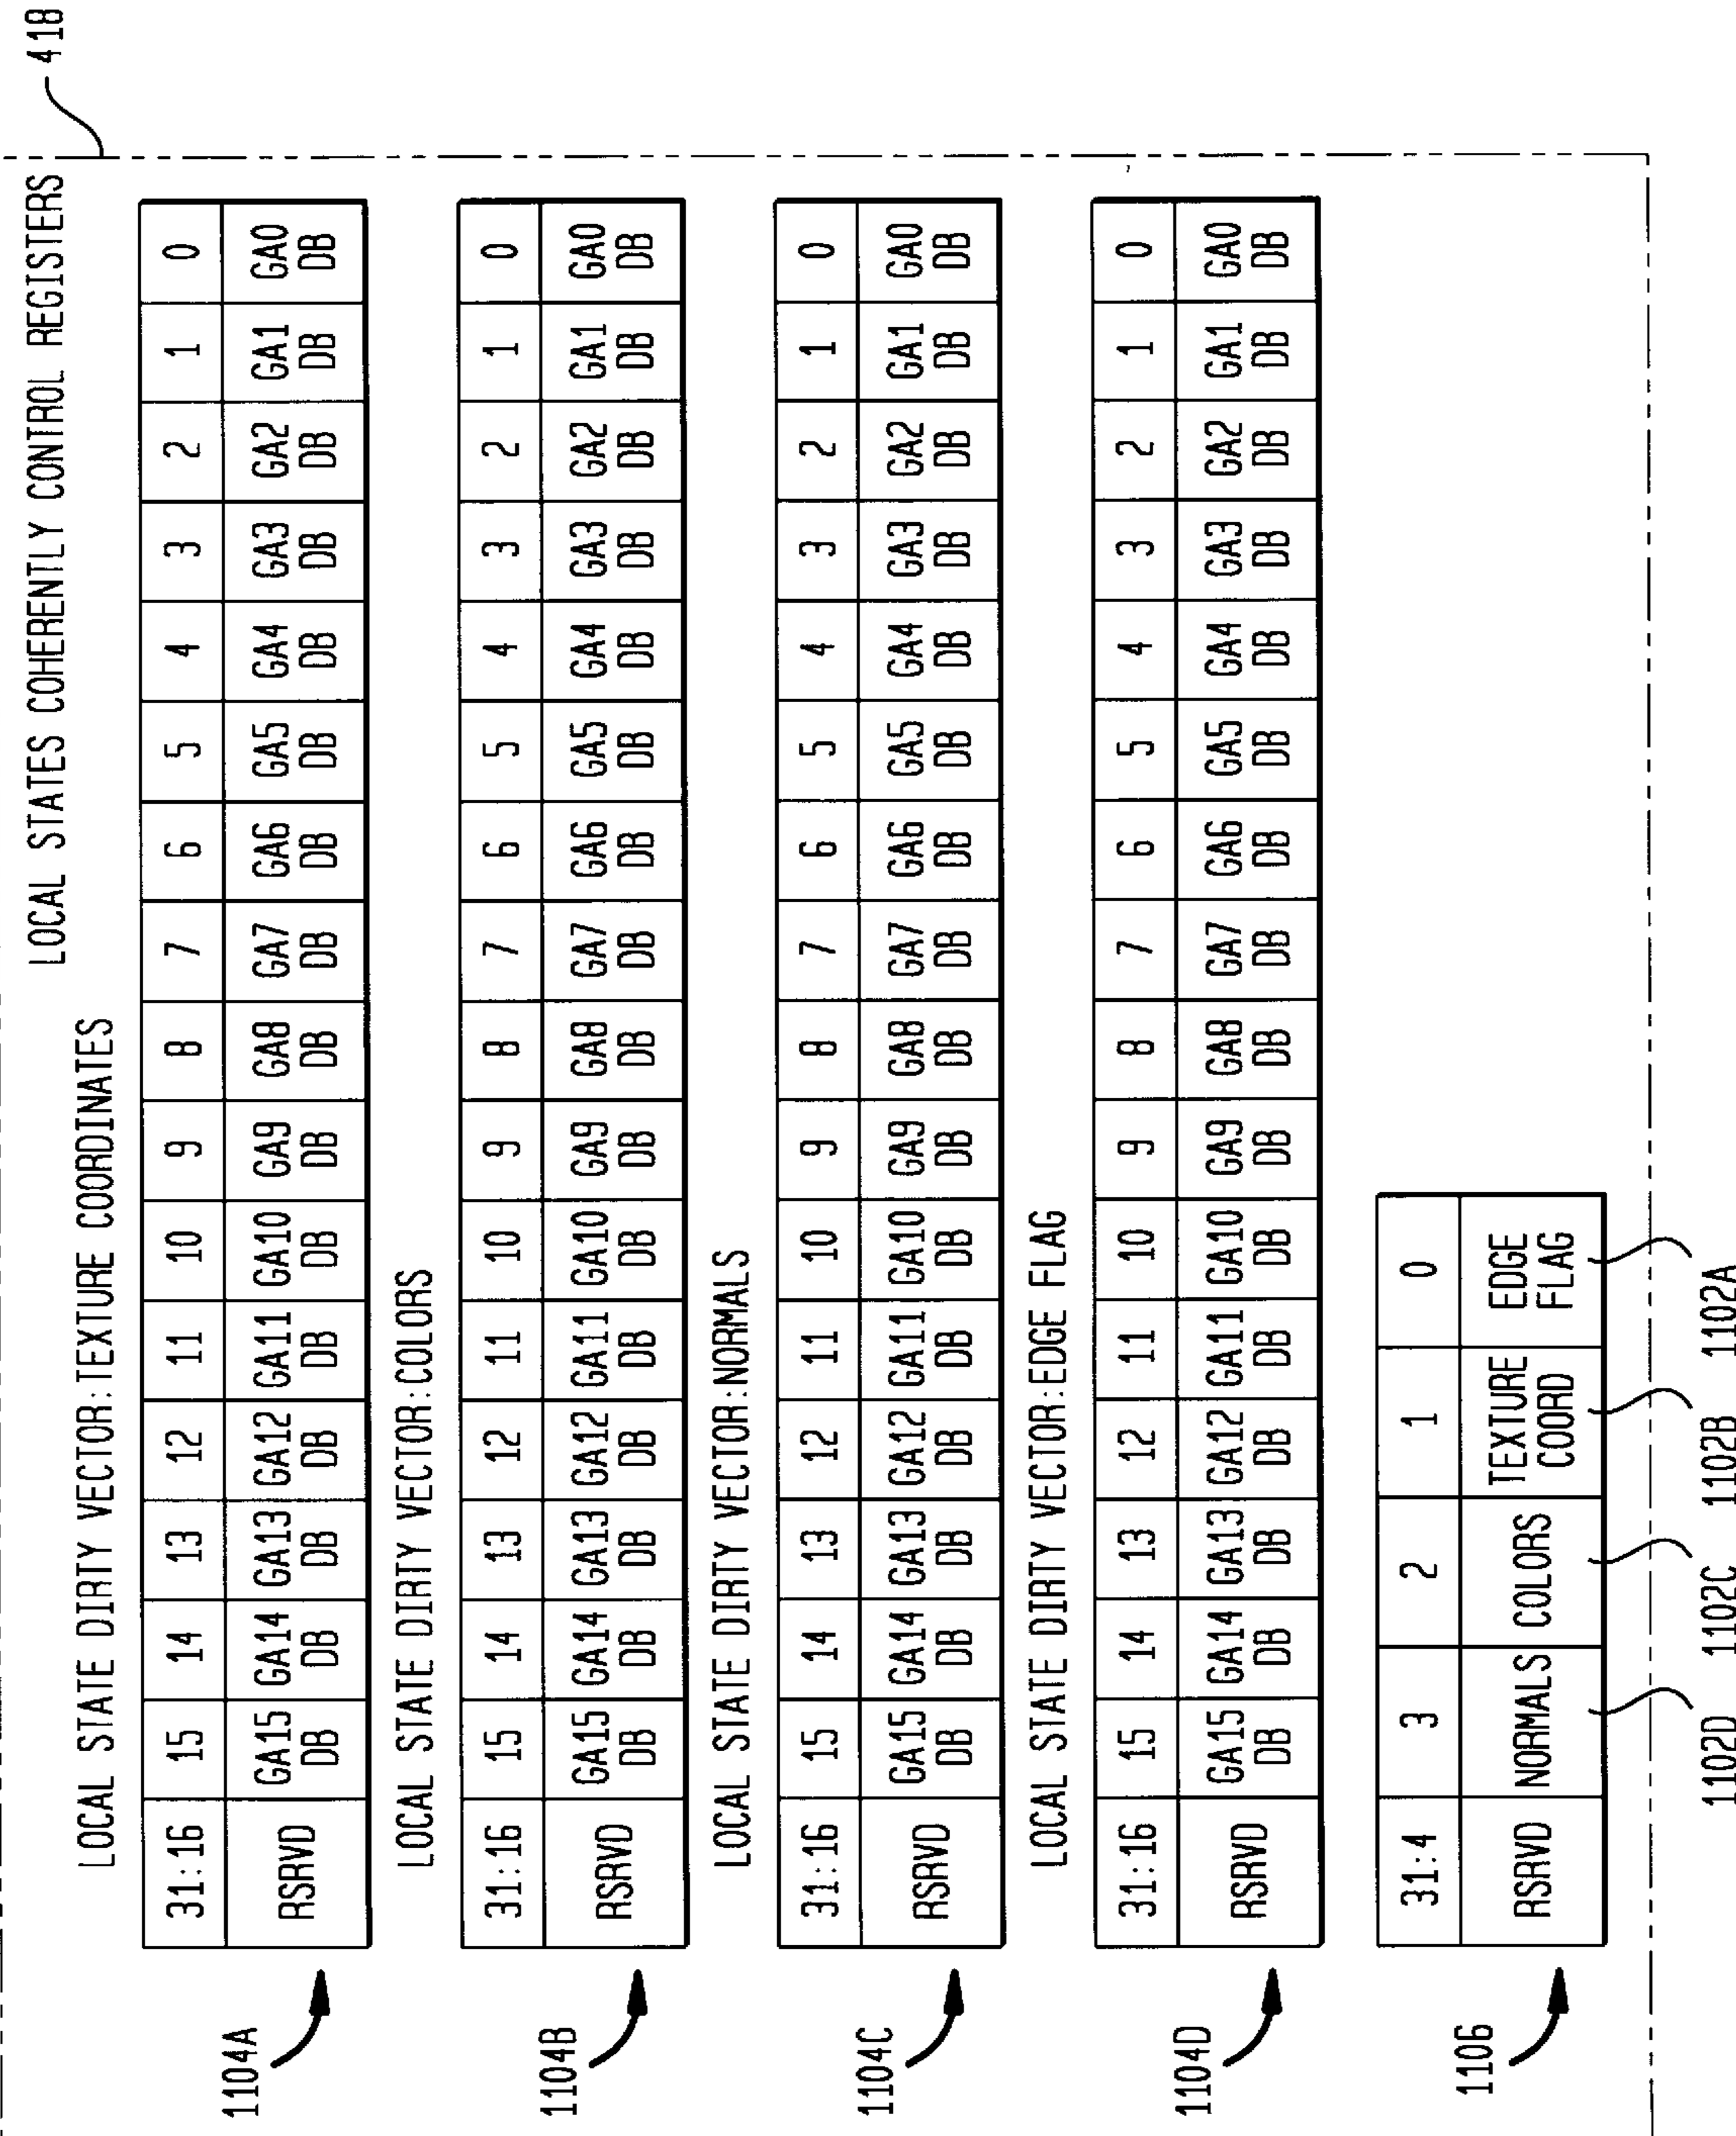 418
LOCAL STATES COHERENTLY CONTROL REGISTERS
LOCAL STATE DIRTY VECTOR:TEXTURE COORDINATES
1104A
31:16 15 14 13 12 11 10 9 8 7 6 5 4 3 2 1 0
RSRVD GA15 DB GA14 DB GA13 DB GA12 DB GA11 DB GA10 DB GA9 DB GA8 DB GA7 DB GA6 DB GA5 DB GA4 DB GA3 DB GA2 DB GA1 DB GA0 DB
LOCAL STATE DIRTY VECTOR:COLORS
1104B
31:16 15 14 13 12 11 10 9 8 7 6 5 4 3 2 1 0
RSRVD GA15 DB GA14 DB GA13 DB GA12 DB GA11 DB GA10 DB GA9 DB GA8 DB GA7 DB GA6 DB GA5 DB GA4 DB GA3 DB GA2 DB GA1 DB GA0 DB
LOCAL STATE DIRTY VECTOR:NORMALS
1104C
31:16 15 14 13 12 11 10 9 8 7 6 5 4 3 2 1 0
RSRVD GA15 DB GA14 DB GA13 DB GA12 DB GA11 DB GA10 DB GA9 DB GA8 DB GA7 DB GA6 DB GA5 DB GA4 DB GA3 DB GA2 DB GA1 DB GA0 DB
LOCAL STATE DIRTY VECTOR:EDGE FLAG
1104D
31:16 15 14 13 12 11 10 9 8 7 6 5 4 3 2 1 0
RSRVD GA15 DB GA14 DB GA13 DB GA12 DB GA11 DB GA10 DB GA9 DB GA8 DB GA7 DB GA6 DB GA5 DB GA4 DB GA3 DB GA2 DB GA1 DB GA0 DB
1106
31:4 3 2 1 0
RSRVD NORMALS COLORS TEXTURE COORD EDGE FLAG
1102D 1102C 1102B 1102A